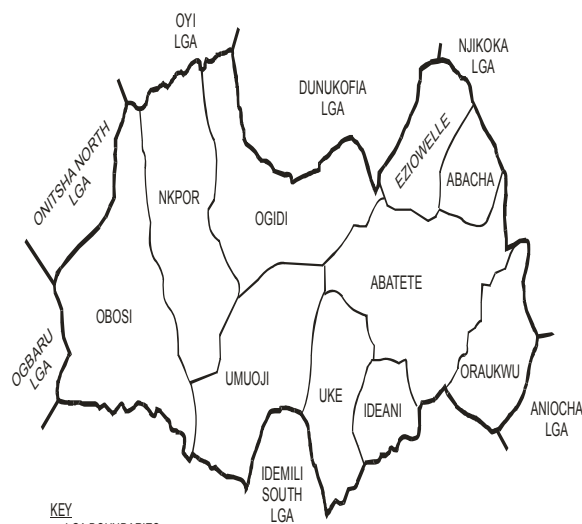 OYI
LGA
NJIKOKA
LGA
DUNUKOFIA
LGA
ONITSHA NORTH
LGA
EZIOWELLE
ABACHA
NKPOR
OGIDI
ABATETE
OBOSI
OGBARU
LGA
UMUOJI
UKE
IDEANI
ORAUKWU
ANIOCHA
LGA
IDEMILI
SOUTH
LGA
KEY